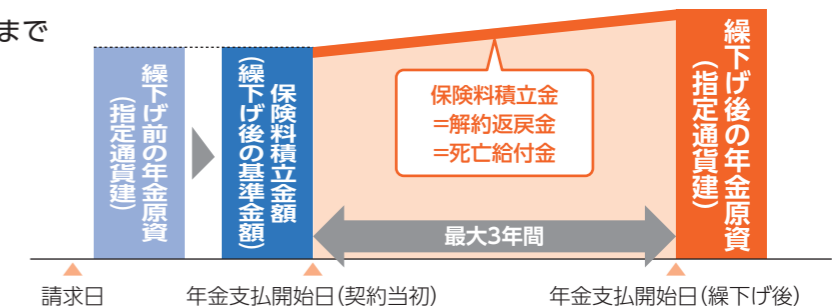 まで
繰下げ前の年金原資
(指定通貨建)
保険料積立金額
(繰下げ後の基準金額)
保険料積立金
=解約返戻金
=死亡給付金
繰下げ後の年金原資
(指定通貨建)
最大3年間
請求日
年金支払開始日(契約当初)
年金支払開始日(繰下げ後)